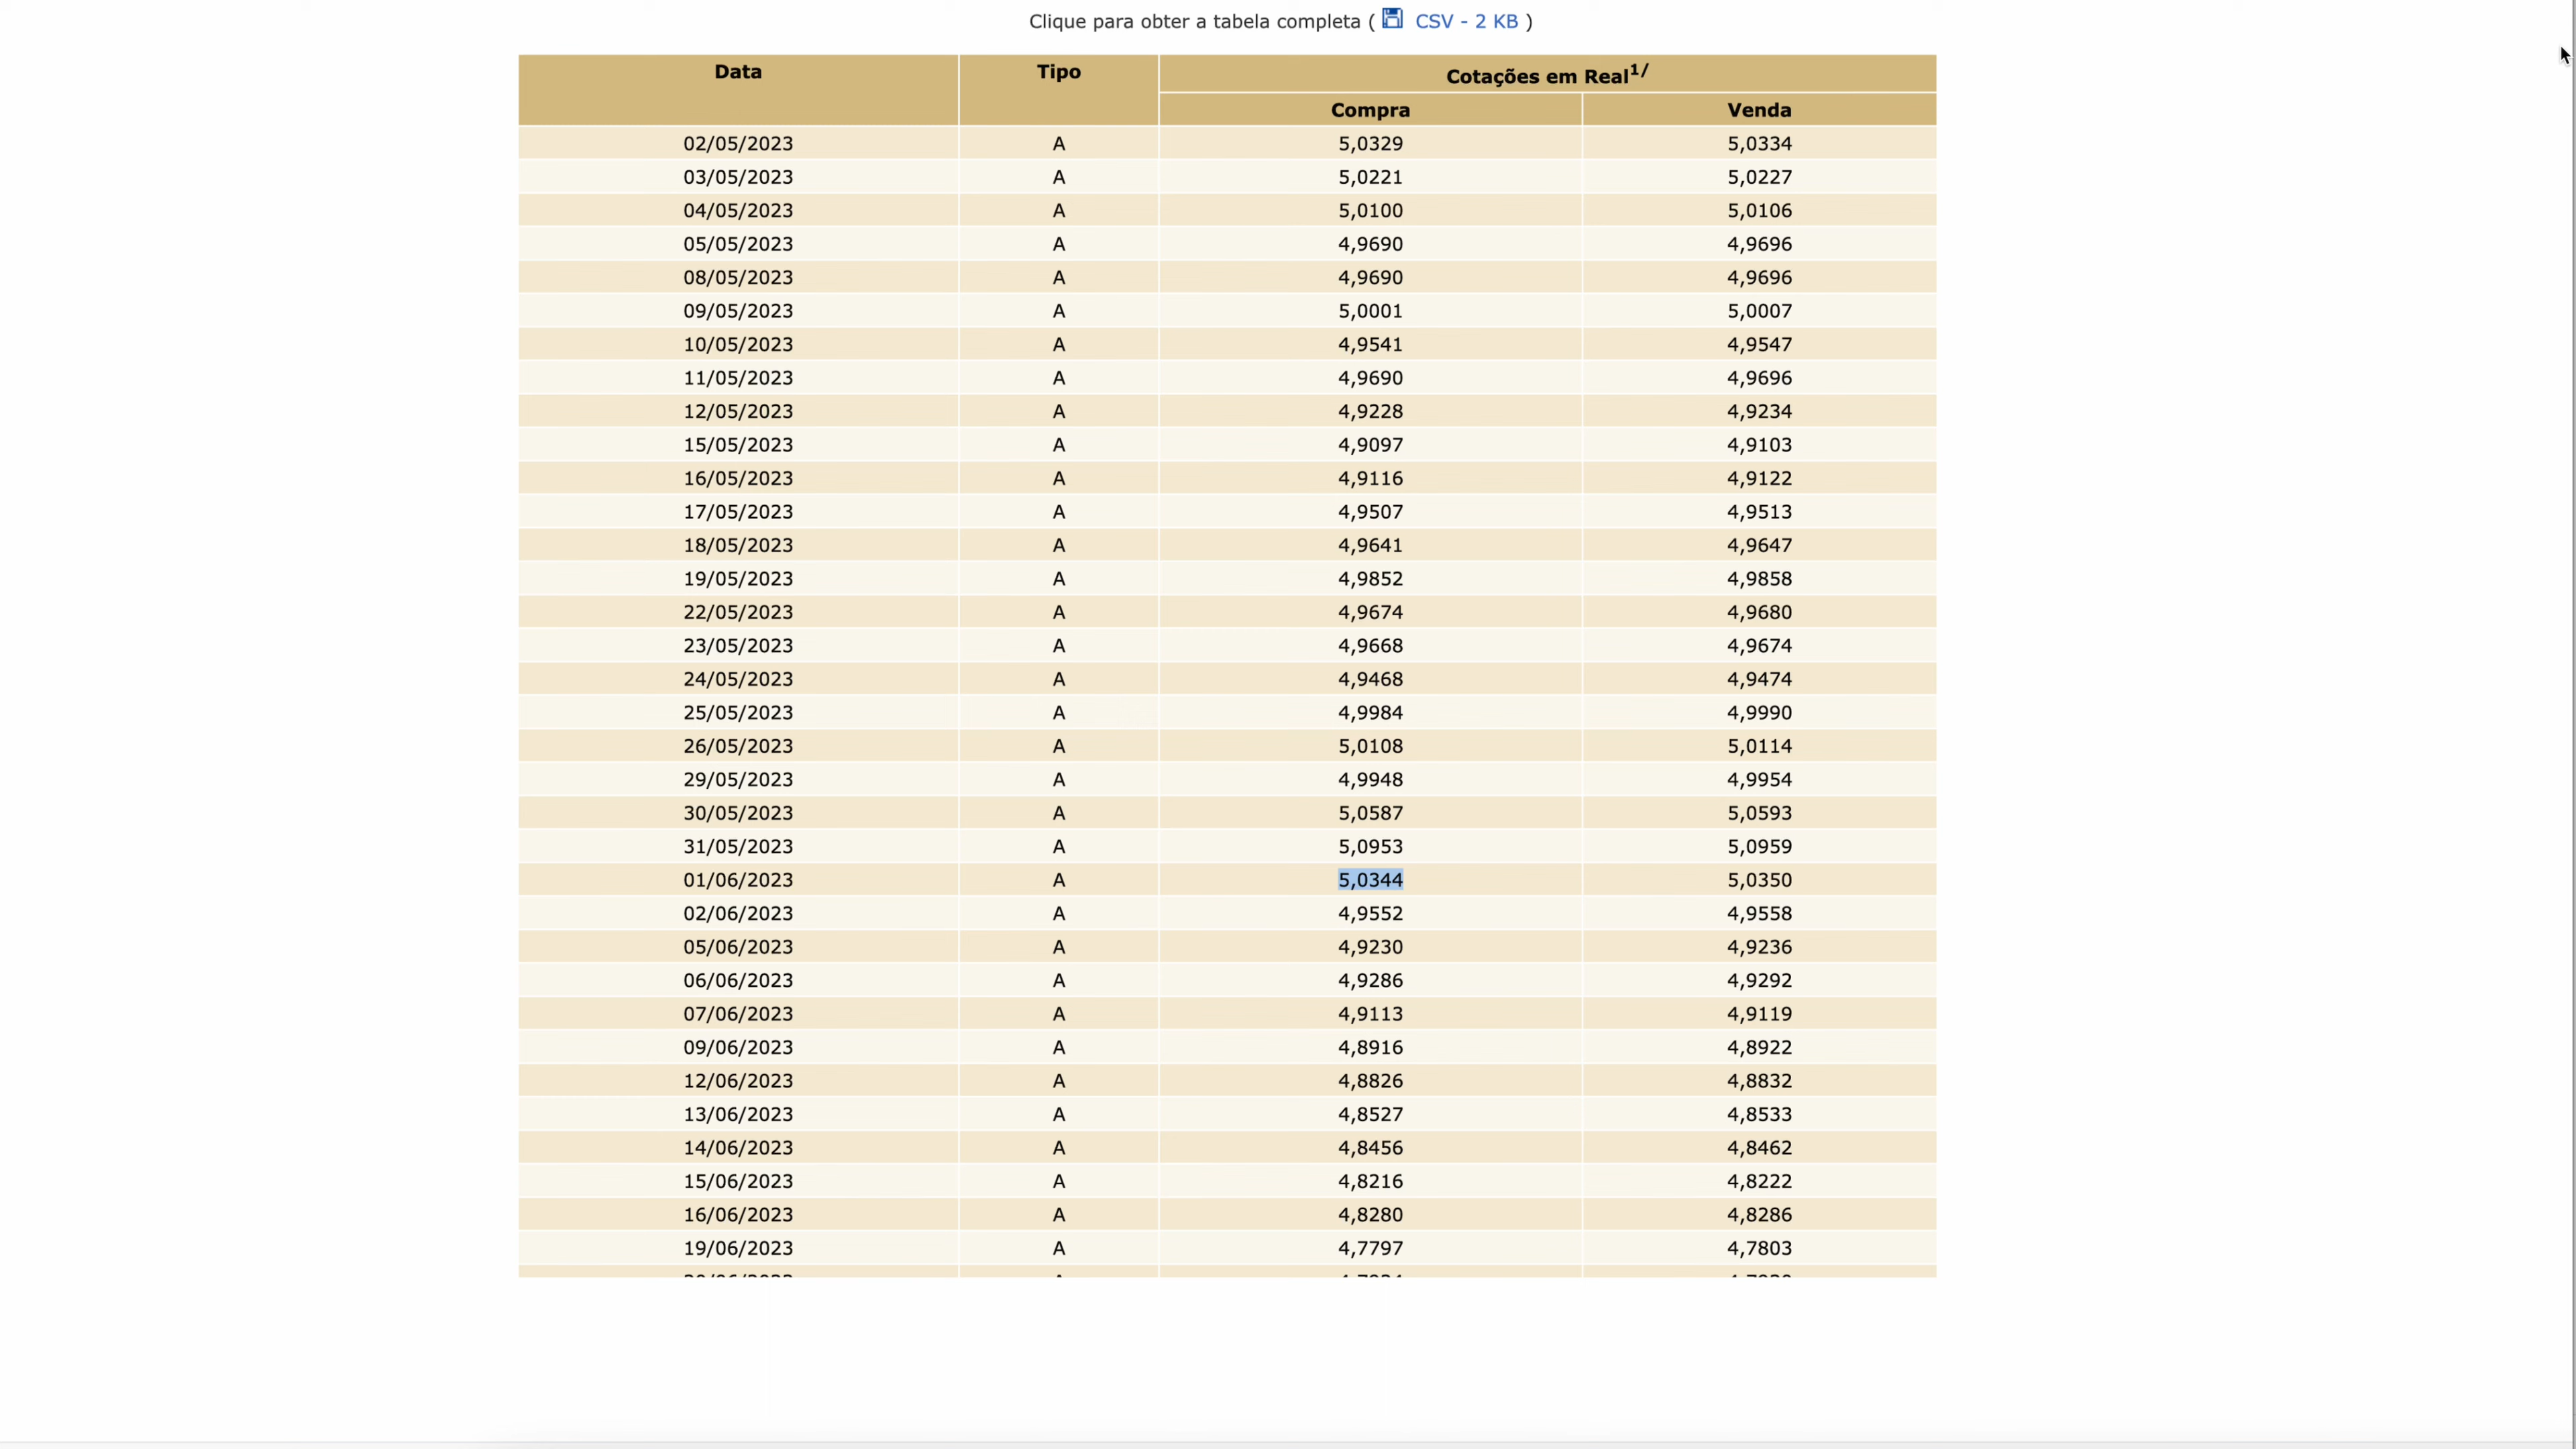 Clique para obter a tabela completa ( CSV - 2 KB )
Data Tipo Cotações em Real1/
Compra Venda
02/05/2023 A 5,0329 5,0334
03/05/2023 A 5,0221 5,0227
04/05/2023 A 5,0100 5,0106
05/05/2023 A 4,9690 4,9696
08/05/2023 A 4,9690 4,9696
09/05/2023 A 5,0001 5,0007
10/05/2023 A 4,9541 4,9547
11/05/2023 A 4,9690 4,9696
12/05/2023 A 4,9228 4,9234
15/05/2023 A 4,9097 4,9103
16/05/2023 A 4,9116 4,9122
17/05/2023 A 4,9507 4,9513
18/05/2023 A 4,9641 4,9647
19/05/2023 A 4,9852 4,9858
22/05/2023 A 4,9674 4,9680
23/05/2023 A 4,9668 4,9674
24/05/2023 A 4,9468 4,9474
25/05/2023 A 4,9984 4,9990
26/05/2023 A 5,0108 5,0114
29/05/2023 A 4,9948 4,9954
30/05/2023 A 5,0587 5,0593
31/05/2023 A 5,0953 5,0959
01/06/2023 A 5,0344 5,0350
02/06/2023 A 4,9552 4,9558
05/06/2023 A 4,9230 4,9236
06/06/2023 A 4,9286 4,9292
07/06/2023 A 4,9113 4,9119
09/06/2023 A 4,8916 4,8922
12/06/2023 A 4,8826 4,8832
13/06/2023 A 4,8527 4,8533
14/06/2023 A 4,8456 4,8462
15/06/2023 A 4,8216 4,8222
16/06/2023 A 4,8280 4,8286
19/06/2023 A 4,7797 4,7803